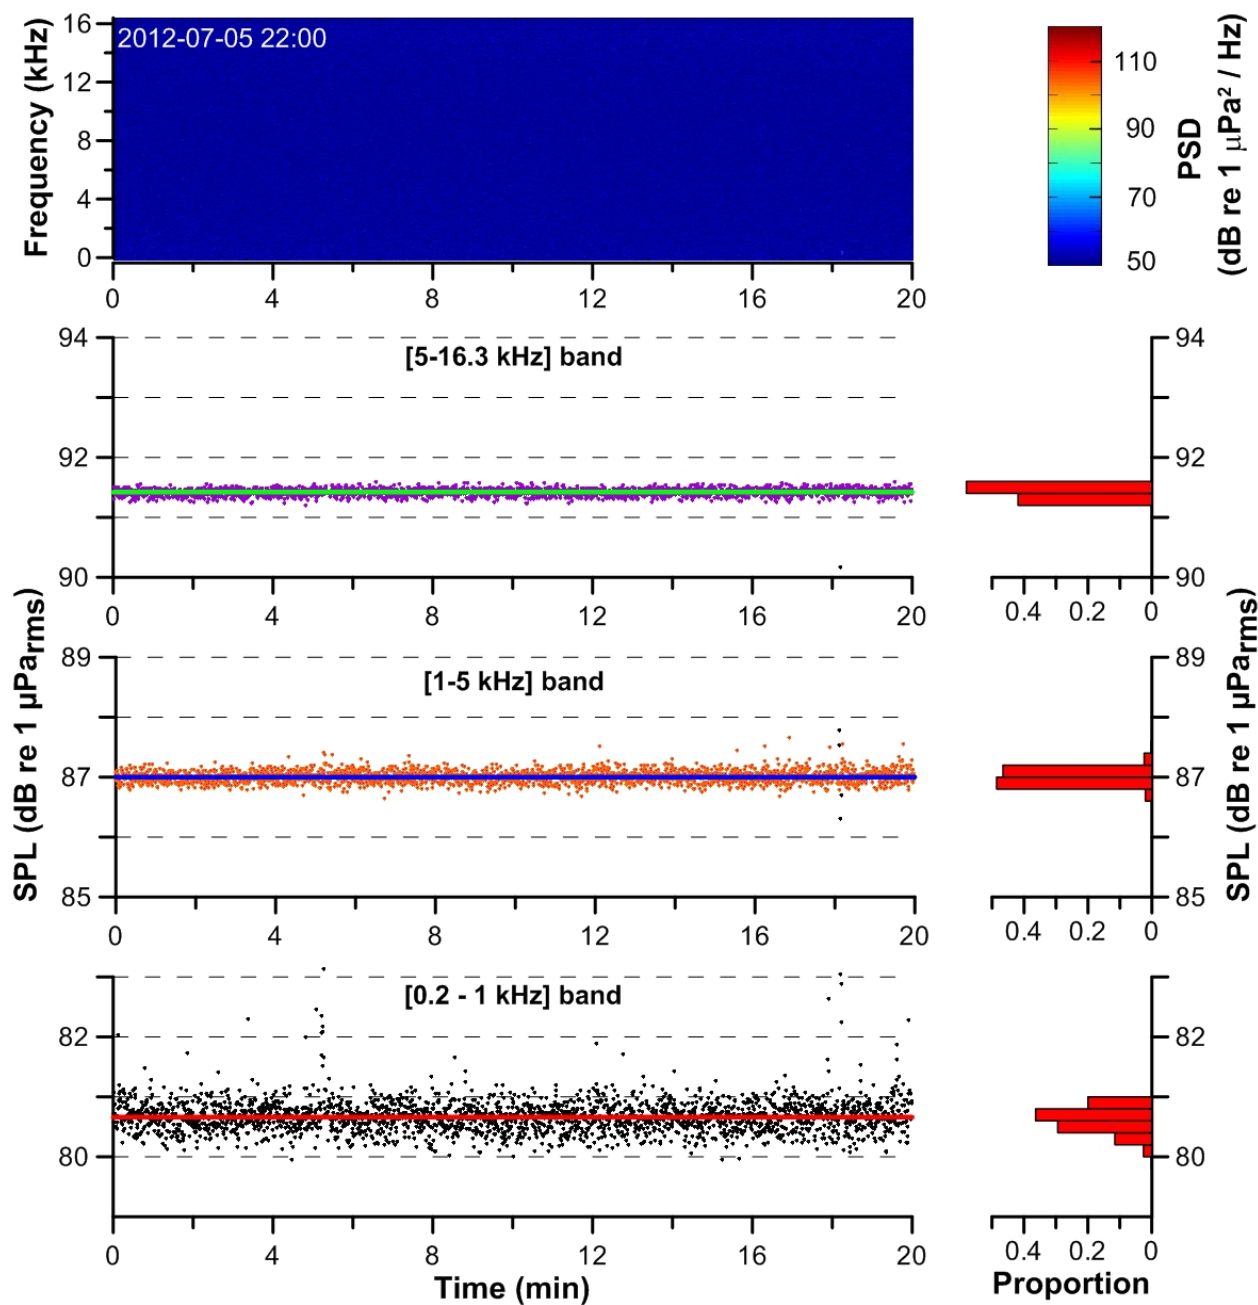 2012-07-05 22:00
Frequency (kHz)
16
12
8
4
0
0 4 8 12 16 20
110
90
70
50
PSD
(dB re 1 µPa² / Hz)
[5-16.3 kHz] band
94
92
90
0 4 8 12 16 20
94
92
90
0.4 0.2 0
SPL (dB re 1 µParms)
SPL (dB re 1 µParms)
[1-5 kHz] band
89
87
85
0 4 8 12 16 20
89
87
85
0.4 0.2 0
[0.2 - 1 kHz] band
82
80
0 4 8 12 16 20
Time (min)
82
80
0.4 0.2 0
Proportion